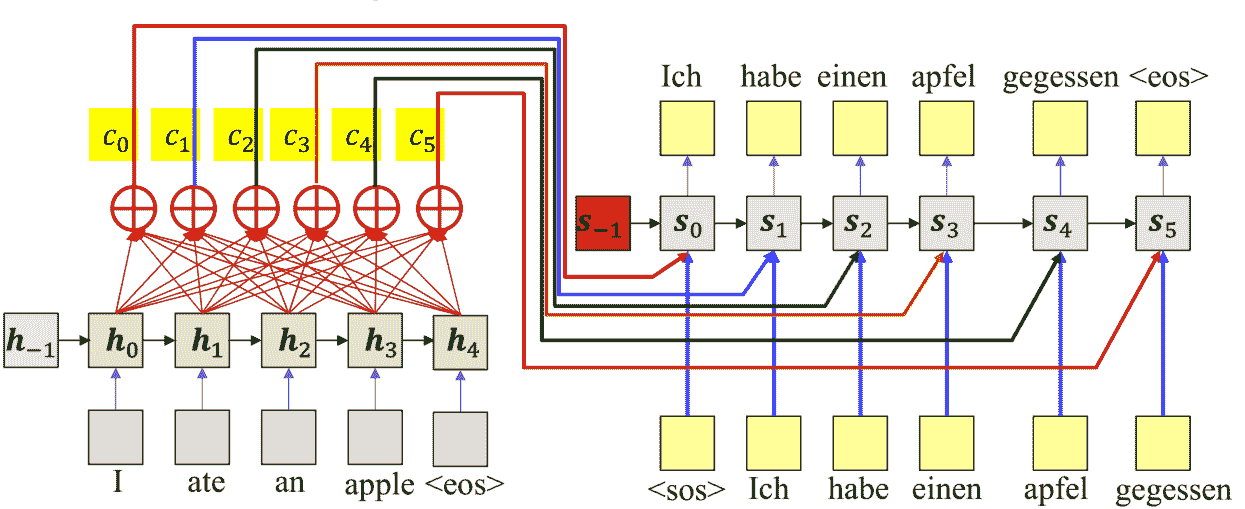 Ich habe einen apfel gegessen <eos>
c₀ c₁ c₂ c₃ c₄ c₅
s₋₁ s₀ s₁ s₂ s₃ s₄ s₅
h₋₁ h₀ h₁ h₂ h₃ h₄
I ate an apple <eos>
<sos> Ich habe einen apfel gegessen